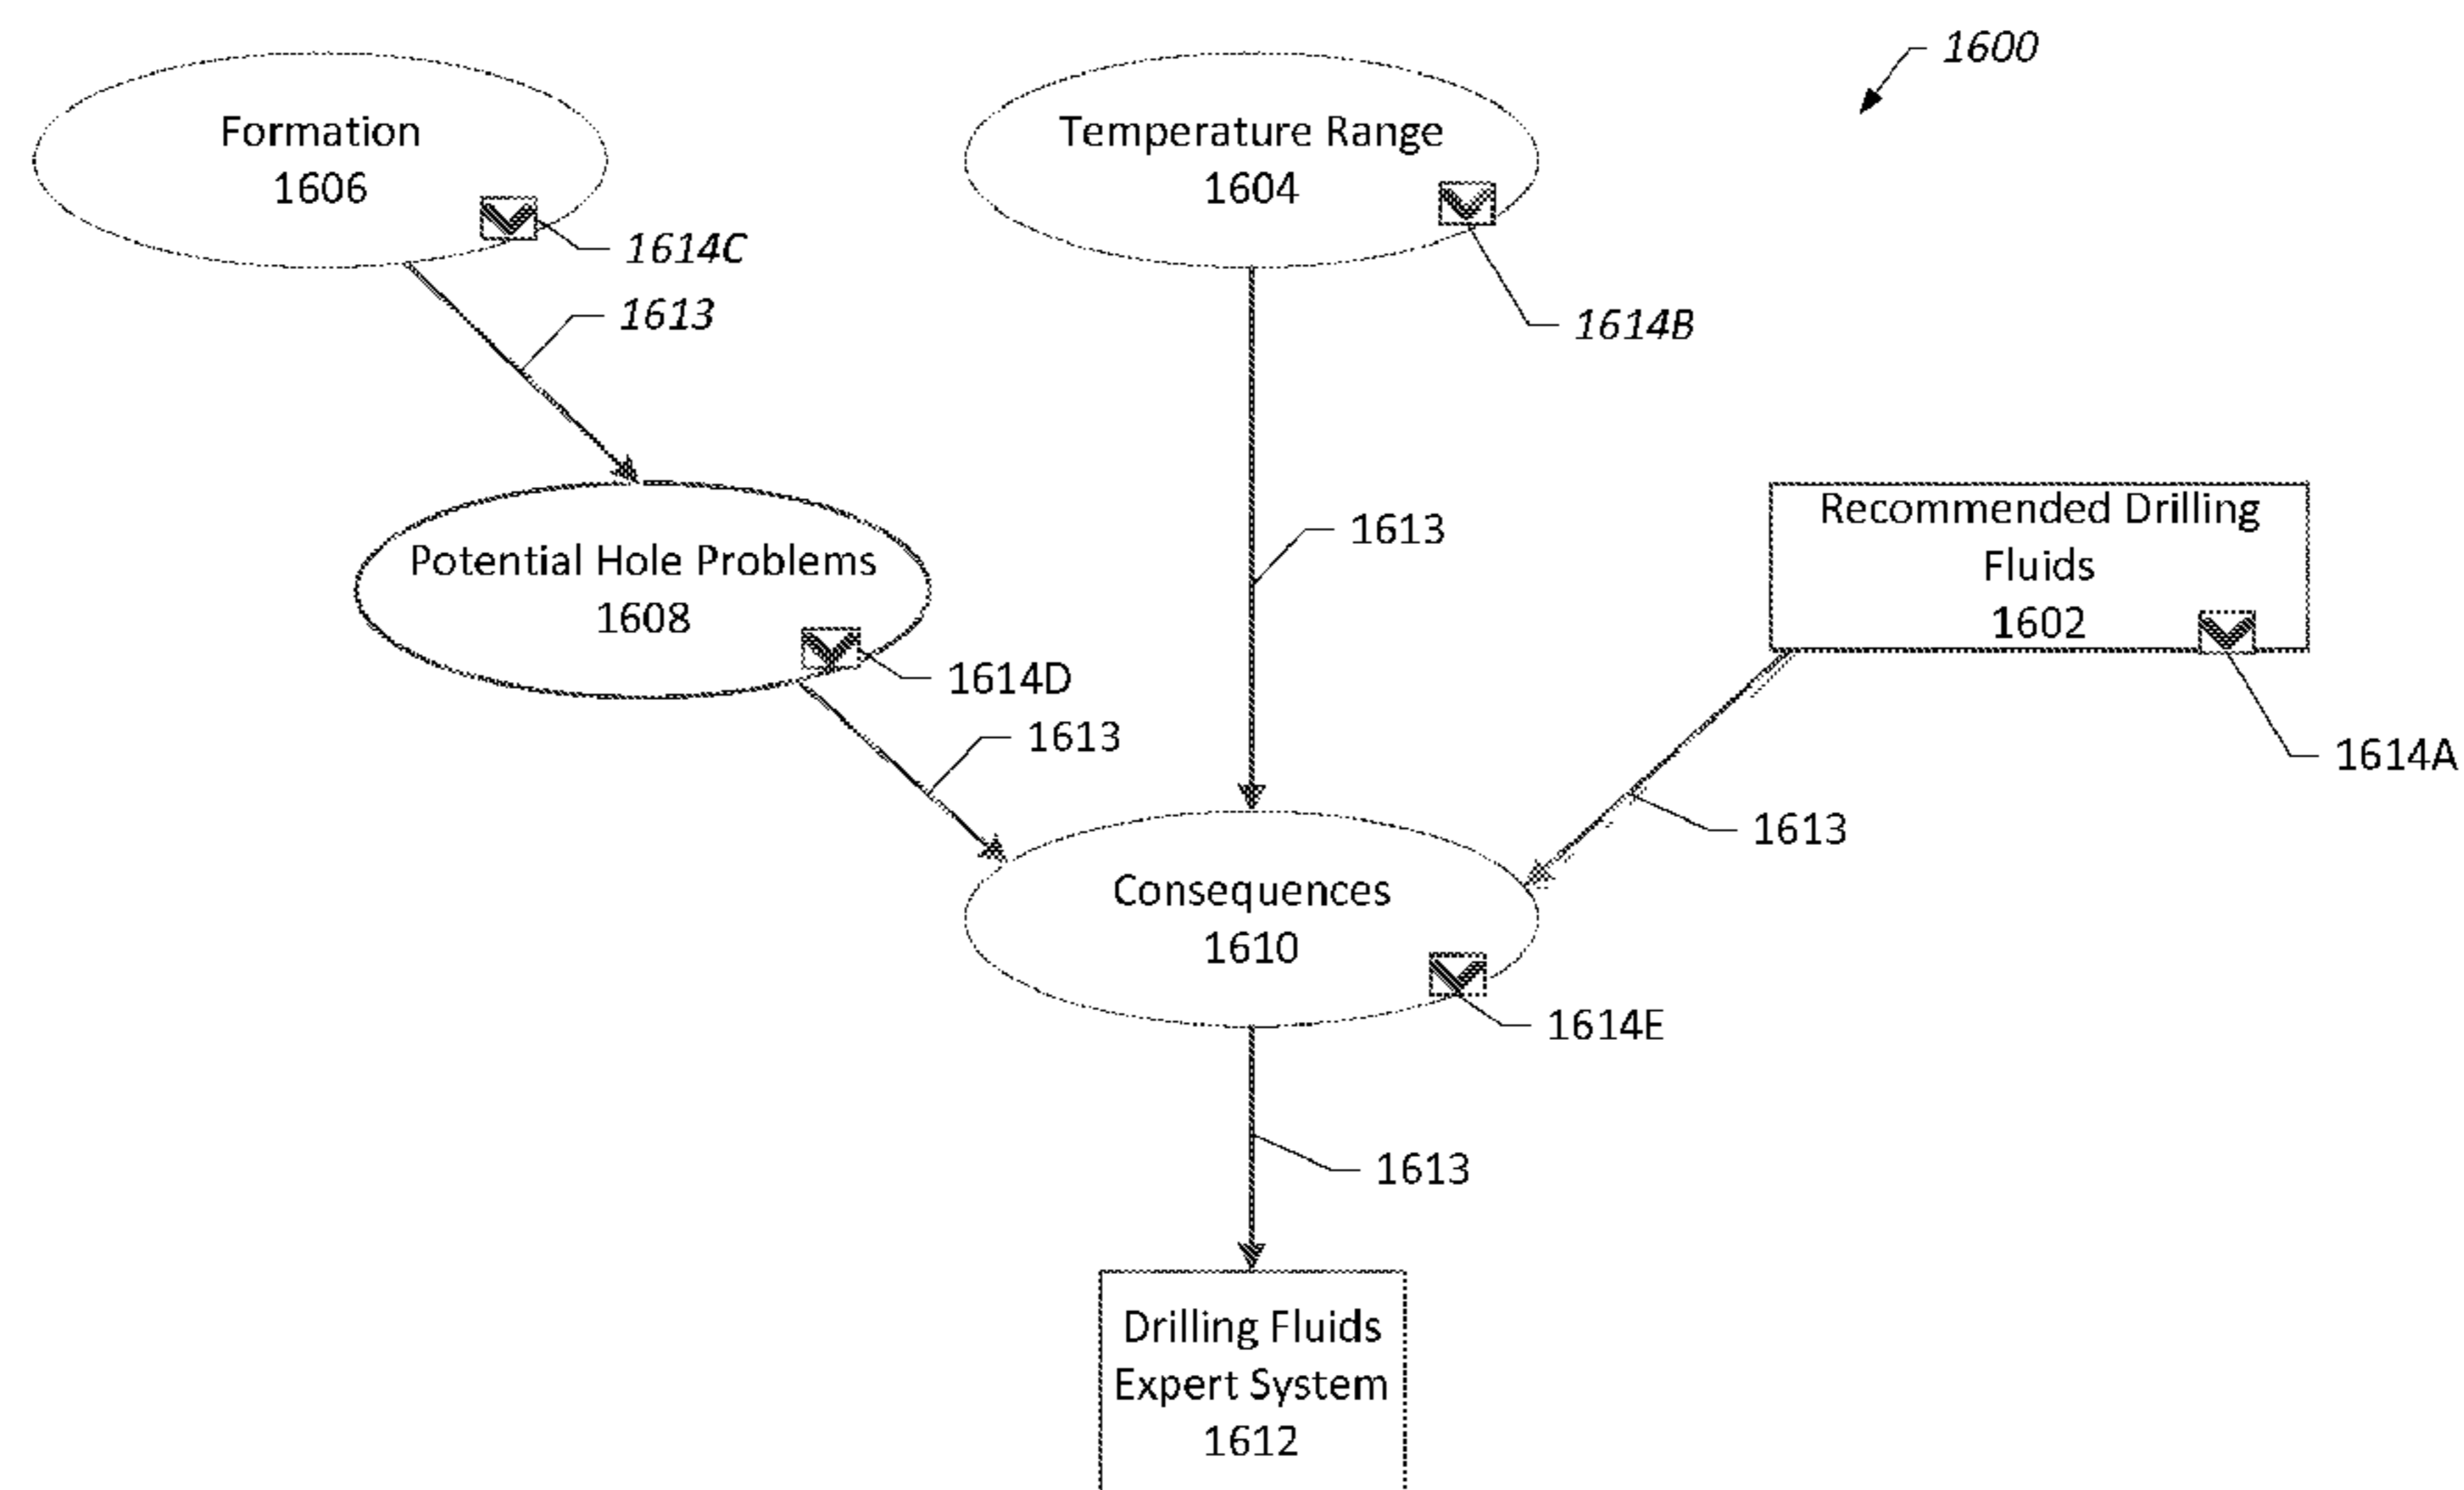 1600
Formation
1606
Temperature Range
1604
1614C
1613
1614B
Potential Hole Problems
1608
1613
Recommended Drilling
Fluids
1602
1614D
1613
1614A
1613
Consequences
1610
1614E
1613
Drilling Fluids
Expert System
1612